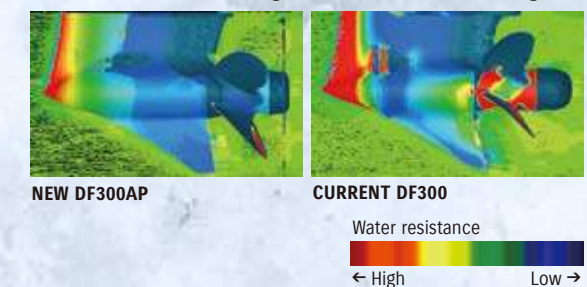 NEW DF300AP
CURRENT DF300
Water resistance
← High Low →